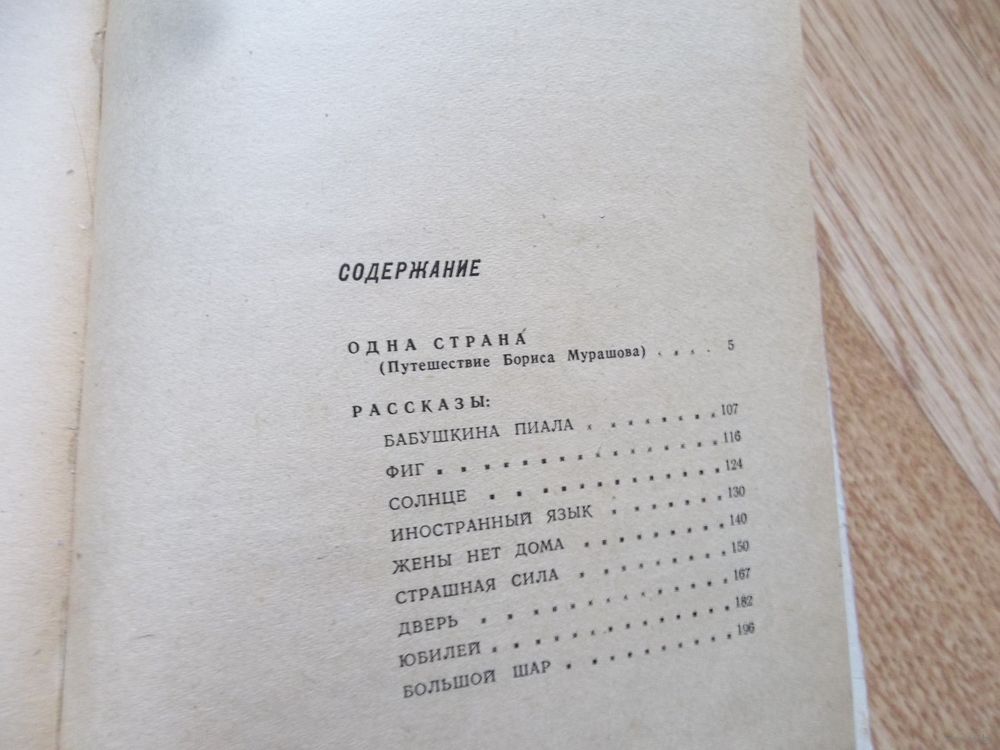 СОДЕРЖАНИЕ
ОДНА СТРАНА
(Путешествие Бориса Мурашова) . . . . 5
РАССКАЗЫ:
БАБУШКИНА ПИАЛА . . . . . . . 107
ФИГ . . . . . . . . . . . . . . 116
СОЛНЦЕ . . . . . . . . . . . 124
ИНОСТРАННЫЙ ЯЗЫК . . . . . . 130
ЖЕНЫ НЕТ ДОМА . . . . . . . . 140
СТРАШНАЯ СИЛА . . . . . . . 150
ДВЕРЬ . . . . . . . . . . . 167
ЮБИЛЕЙ . . . . . . . . . . . 182
БОЛЬШОЙ ШАР . . . . . . . . 196